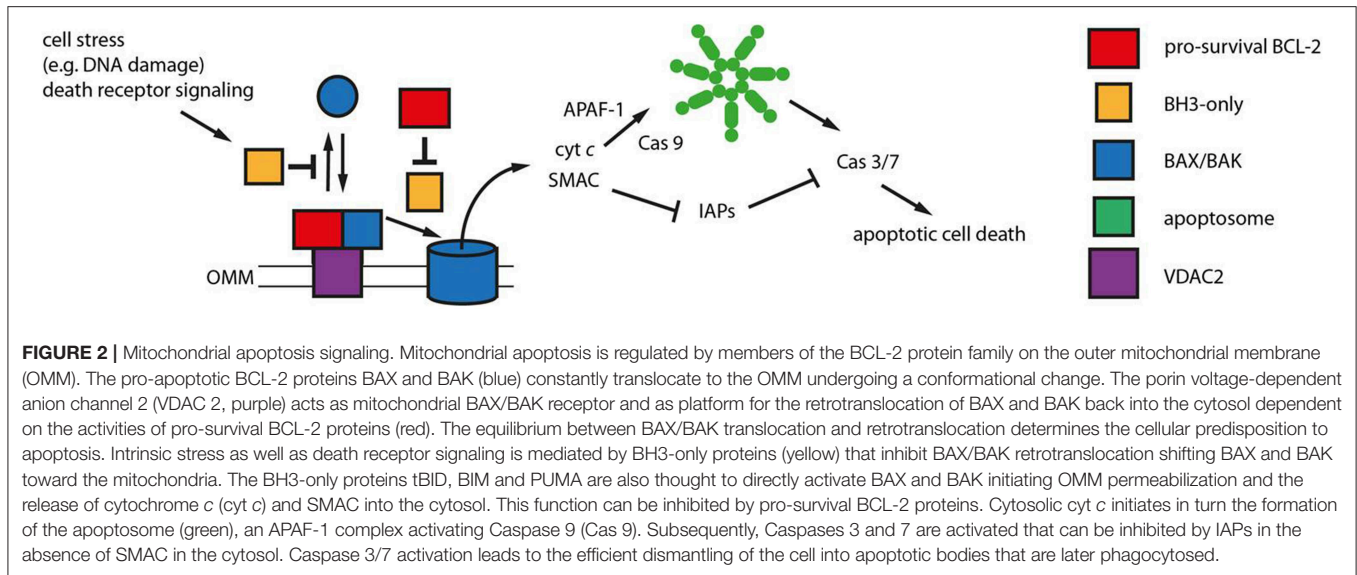 cell stress
(e.g. DNA damage)
death receptor signaling
APAF-1
cyt c
Cas 9
SMAC
IAPs
Cas 3/7
apoptotic cell death
OMM
pro-survival BCL-2
BH3-only
BAX/BAK
apoptosome
VDAC2
FIGURE 2 | Mitochondrial apoptosis signaling. Mitochondrial apoptosis is regulated by members of the BCL-2 protein family on the outer mitochondrial membrane
(OMM). The pro-apoptotic BCL-2 proteins BAX and BAK (blue) constantly translocate to the OMM undergoing a conformational change. The porin voltage-dependent
anion channel 2 (VDAC 2, purple) acts as mitochondrial BAX/BAK receptor and as platform for the retrotranslocation of BAX and BAK back into the cytosol dependent
on the activities of pro-survival BCL-2 proteins (red). The equilibrium between BAX/BAK translocation and retrotranslocation determines the cellular predisposition to
apoptosis. Intrinsic stress as well as death receptor signaling is mediated by BH3-only proteins (yellow) that inhibit BAX/BAK retrotranslocation shifting BAX and BAK
toward the mitochondria. The BH3-only proteins tBID, BIM and PUMA are also thought to directly activate BAX and BAK initiating OMM permeabilization and the
release of cytochrome c (cyt c) and SMAC into the cytosol. This function can be inhibited by pro-survival BCL-2 proteins. Cytosolic cyt c initiates in turn the formation
of the apoptosome (green), an APAF-1 complex activating Caspase 9 (Cas 9). Subsequently, Caspases 3 and 7 are activated that can be inhibited by IAPs in the
absence of SMAC in the cytosol. Caspase 3/7 activation leads to the efficient dismantling of the cell into apoptotic bodies that are later phagocytosed.